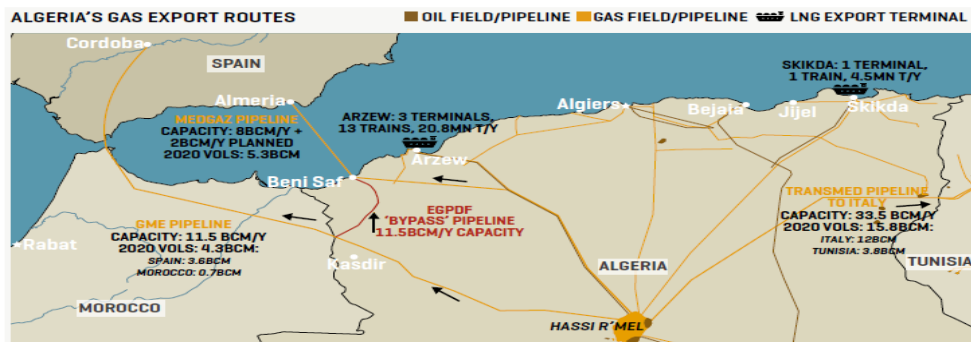 ALGERIA'S GAS EXPORT ROUTES
OIL FIELD/PIPELINE
GAS FIELD/PIPELINE
LNG EXPORT TERMINAL
Cordoba
SPAIN
Almeria
MEDGAZ PIPELINE
CAPACITY: 8BCM/Y +
2BCM/Y PLANNED
2020 VOLS: 5.3BCM
ARZEW: 3 TERMINALS,
13 TRAINS, 20.8MN T/Y
Arzew
Algiers
Bejaia
Jijel
SKIKDA: 1 TERMINAL,
1 TRAIN, 4.5MN T/Y
Skikda
Beni Saf
EGPDF
'BYPASS' PIPELINE
11.5BCM/Y CAPACITY
TRANSMED PIPELINE
TO ITALY
CAPACITY: 33.5 BCM/Y
2020 VOLS: 15.8BCM:
ITALY: 12BCM
TUNISIA: 3.8BCM
GME PIPELINE
CAPACITY: 11.5 BCM/Y
2020 VOLS: 4.3BCM:
SPAIN: 3.6BCM
MOROCCO: 0.7BCM
Rabat
Kasdir
ALGERIA
TUNISIA
MOROCCO
HASSI R'MEL